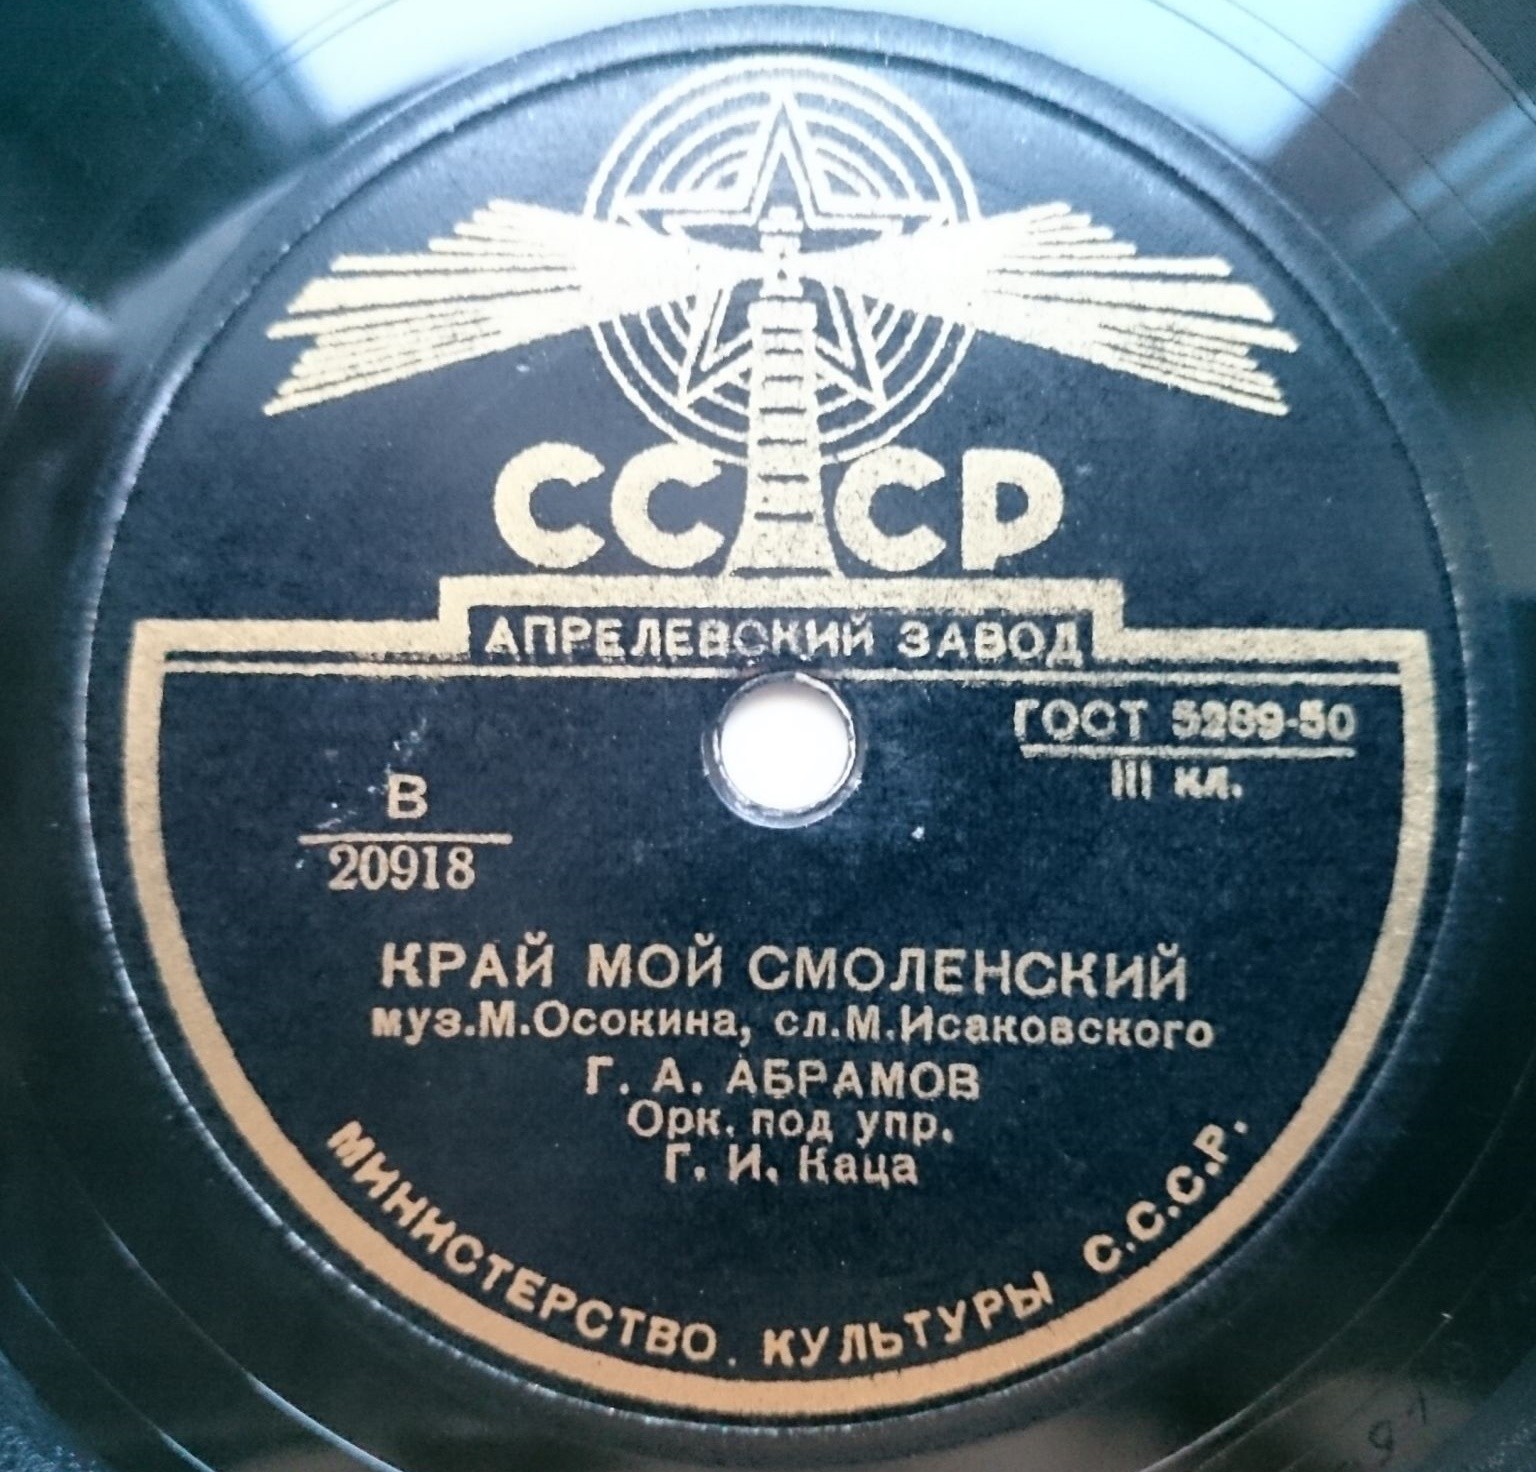 СССР
АПРЕЛЕВСКИЙ ЗАВОД
ГОСТ 5289-50
III кл.
В
20918
КРАЙ МОЙ СМОЛЕНСКИЙ
муз.М.Осокина, сл.М.Исаковского
Г. А. АБРАМОВ
Орк. под упр.
Г. И. Каца
МИНИСТЕРСТВО КУЛЬТУРЫ С.С.С.Р.